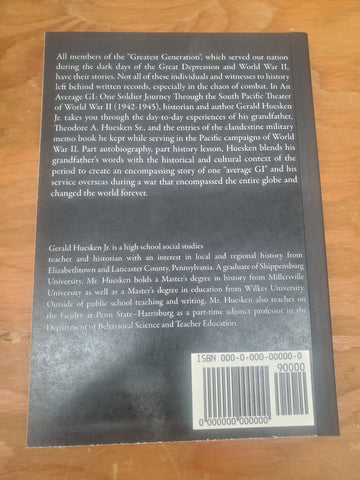 All members of the "Greatest Generation", which served our nation
during the dark days of the Great Depression and World War II,
have their stories. Not all of these individuals and witnesses to history
left behind written records, especially in the chaos of combat. In An
Average GI: One Soldier Journey Through the South Pacific Theater
of World War II (1942-1945), historian and author Gerald Huesken
Jr. takes you through the day-to-day experiences of his grandfather,
Theodore A. Huesken Sr., and the entries of the clandestine military
memo book he kept while serving in the Pacific campaigns of World
War II. Part autobiography, part history lesson, Huesken blends his
grandfather's words with the historical and cultural context of the
period to create an encompassing story of one "average GI" and his
service overseas during a war that encompassed the entire globe and
changed the world forever.
Gerald Huesken Jr. is a high school social studies
teacher and historian with an interest in local and regional history from
Elizabethtown and Lancaster County, Pennsylvania. A graduate of Shippensburg
University, Mr. Huesken holds a Master's degree in history from Millersville
University as well as a Master's degree in education from Wilkes University.
Outside of public school teaching and writing, Mr. Huesken also teaches on
the faculty at Penn State–Harrisburg as a part-time adjunct professor in the
Department of Behavioral Science and Teacher Education.
ISBN 000-0-000-00000-0
90000
0 000000 000000